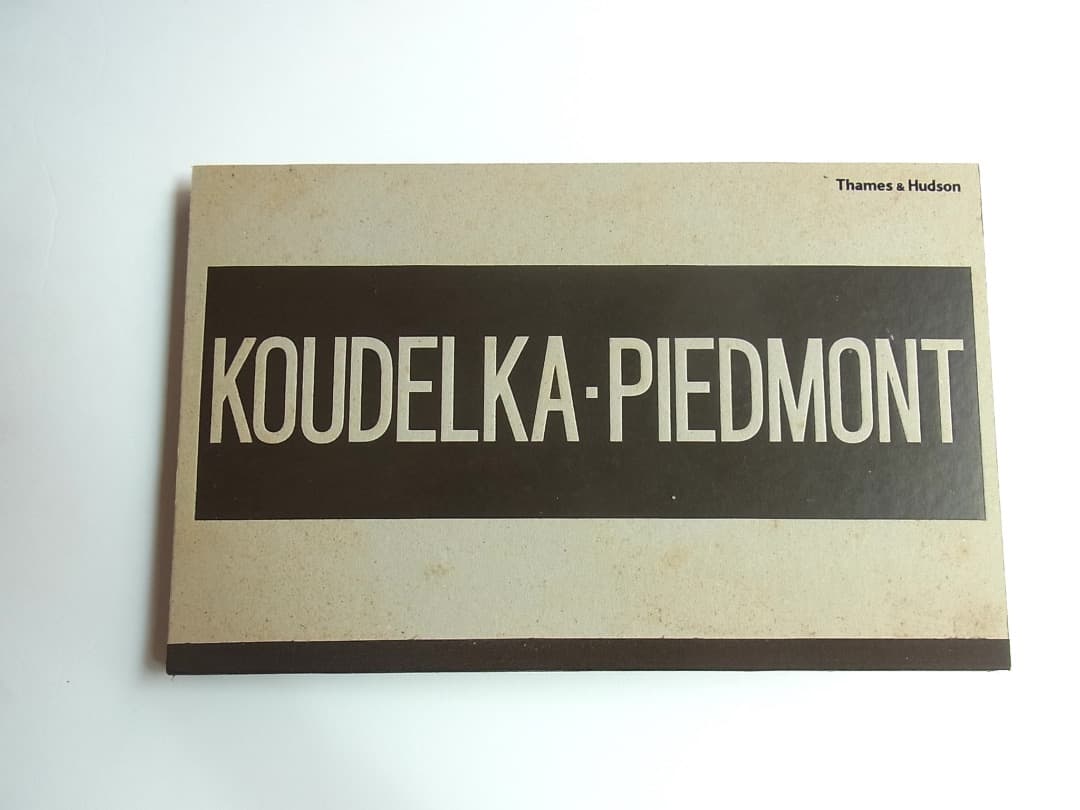 Thames & Hudson
KOUDELKA·PIEDMONT